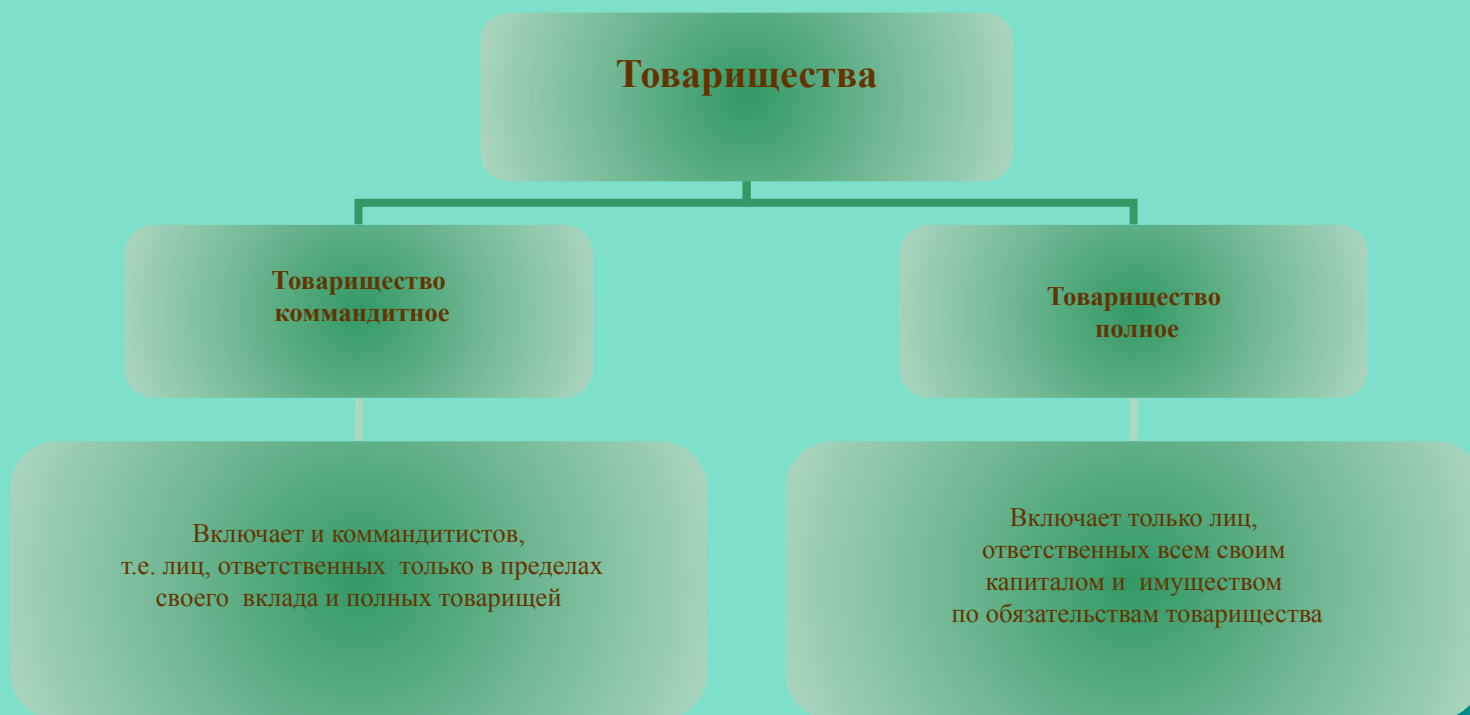 Товарищества
Товарищество
коммандитное
Товарищество
полное
Включает и коммандитистов,
т.е. лиц, ответственных только в пределах
своего вклада и полных товарищей
Включает только лиц,
ответственных всем своим
капиталом и имуществом
по обязательствам товарищества